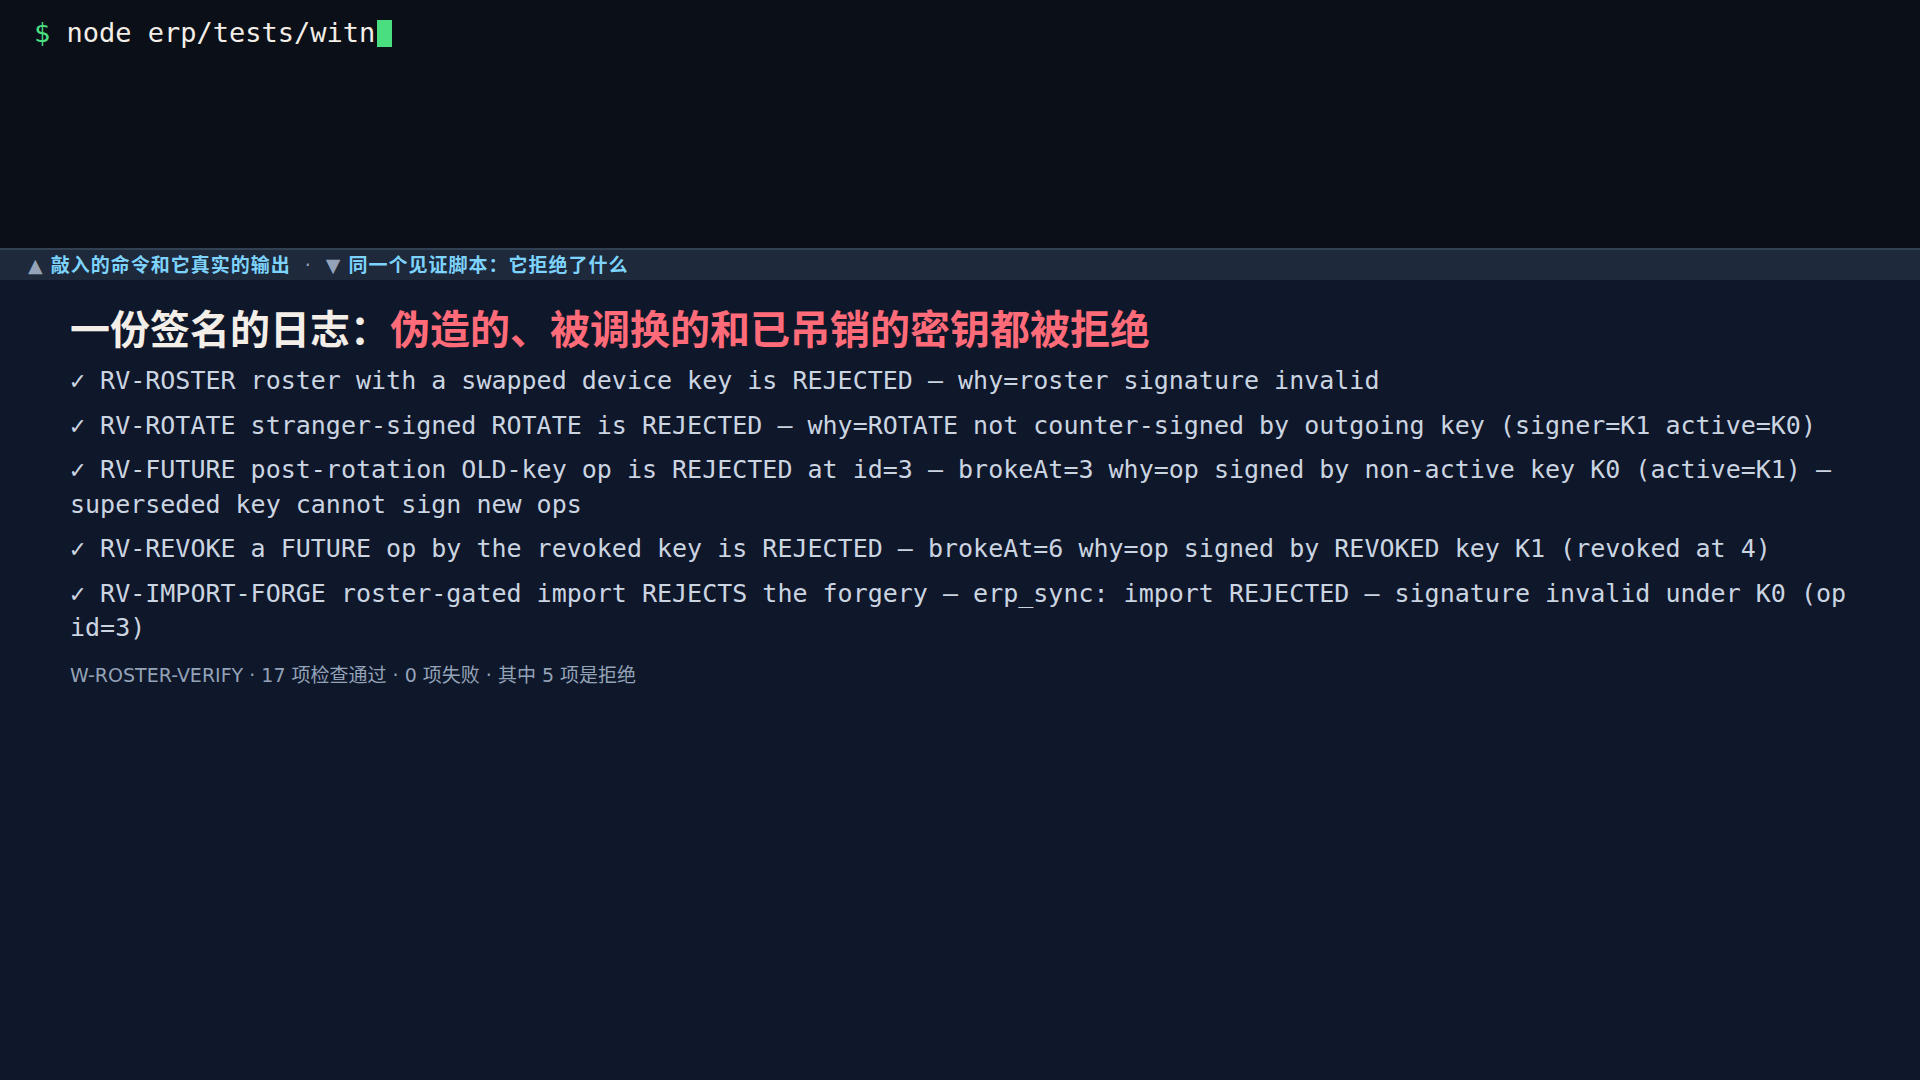 $ node erp/tests/witn
▲ 敲入的命令和它真实的输出 · ▼ 同一个见证脚本：它拒绝了什么
一份签名的日志：伪造的、被调换的和已吊销的密钥都被拒绝
✓ RV-ROSTER roster with a swapped device key is REJECTED — why=roster signature invalid
✓ RV-ROTATE stranger-signed ROTATE is REJECTED — why=ROTATE not counter-signed by outgoing key (signer=K1 active=K0)
✓ RV-FUTURE post-rotation OLD-key op is REJECTED at id=3 — brokeAt=3 why=op signed by non-active key K0 (active=K1) —
superseded key cannot sign new ops
✓ RV-REVOKE a FUTURE op by the revoked key is REJECTED — brokeAt=6 why=op signed by REVOKED key K1 (revoked at 4)
✓ RV-IMPORT-FORGE roster-gated import REJECTS the forgery — erp_sync: import REJECTED — signature invalid under K0 (op
id=3)
W-ROSTER-VERIFY · 17 项检查通过 · 0 项失败 · 其中 5 项是拒绝